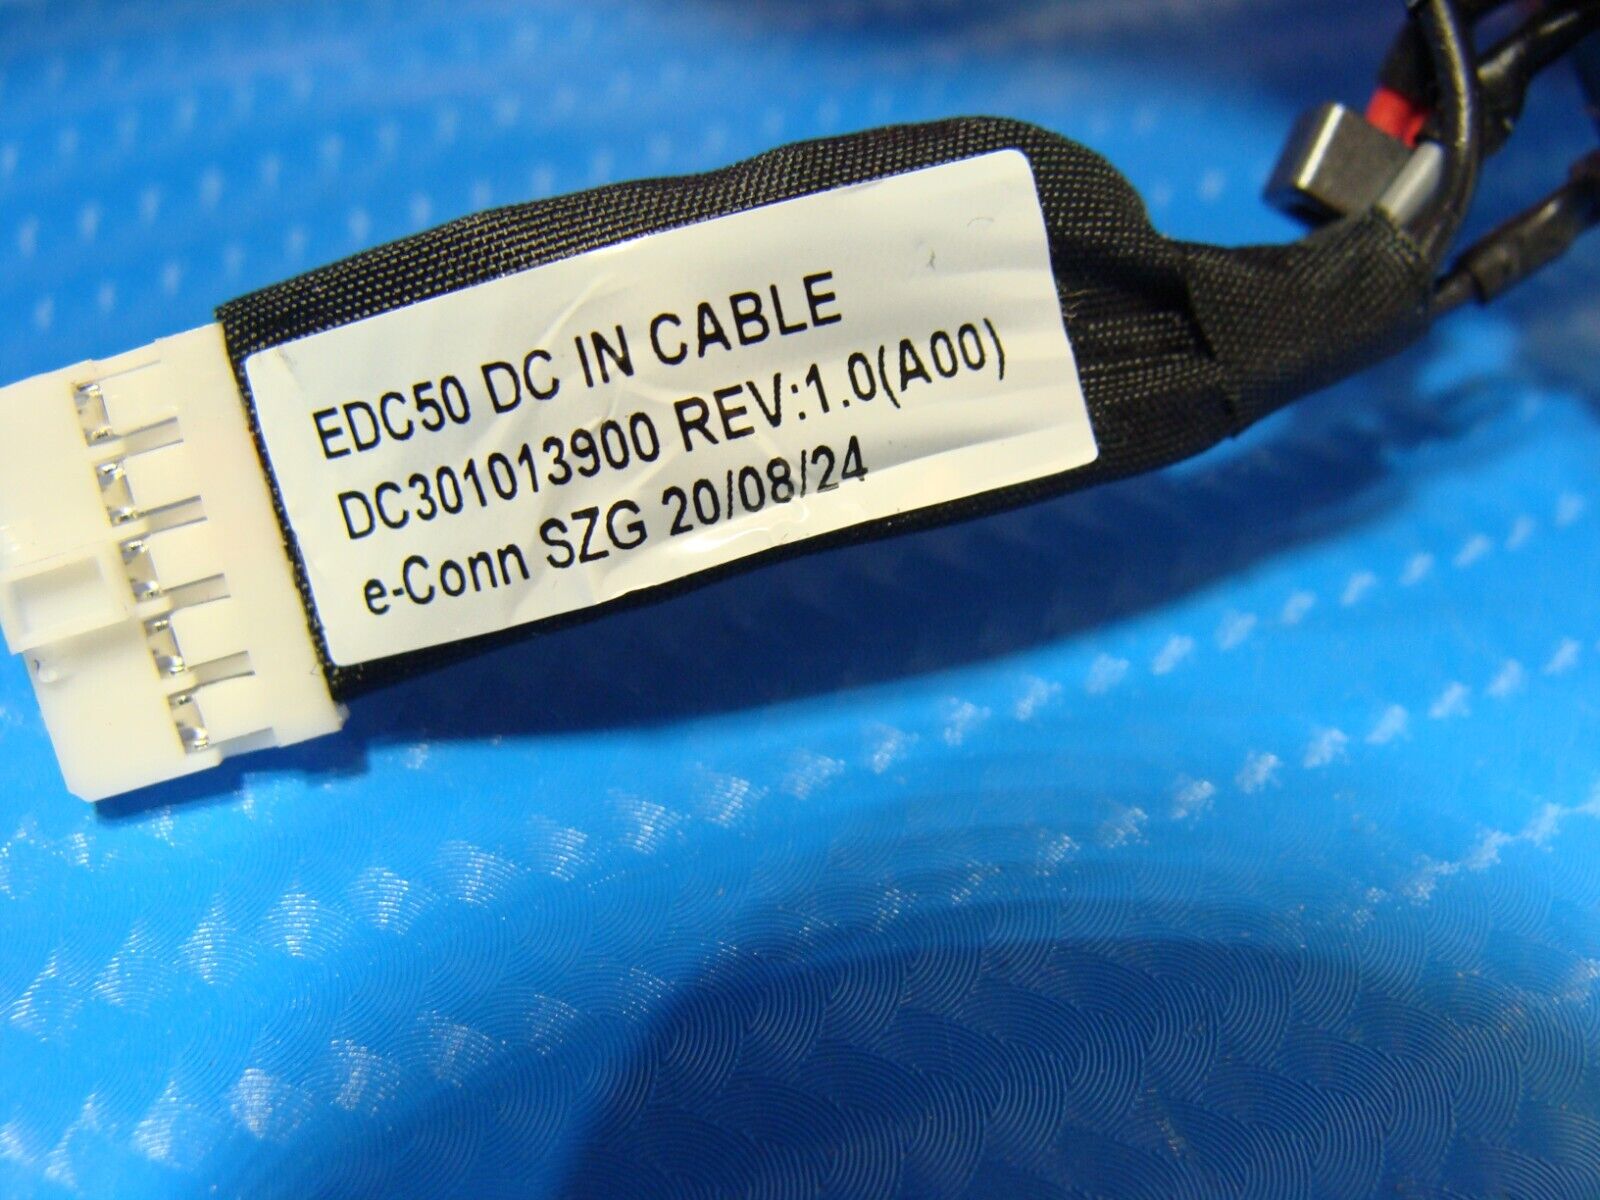 EDC50 DC IN CABLE
DC301013900 REV:1.0(A00)
e-Conn SZG 20/08/24